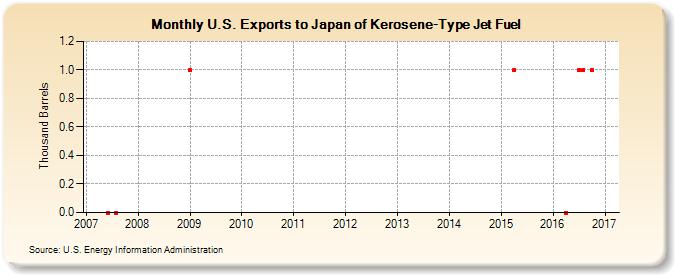 Monthly U.S. Exports to Japan of Kerosene-Type Jet Fuel
Thousand Barrels
1.2
1.0
0.8
0.6
0.4
0.2
0.0
2007 2008 2009 2010 2011 2012 2013 2014 2015 2016 2017
Source: U.S. Energy Information Administration